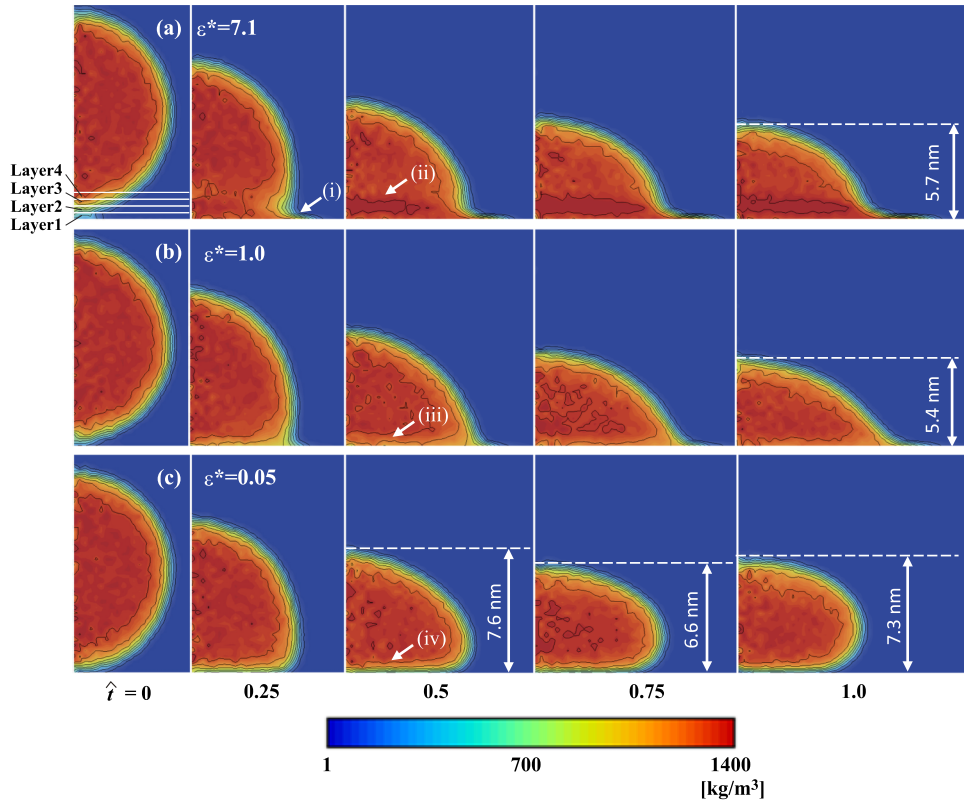 (a) ε*=7.1
Layer4
Layer3
Layer2
Layer1
(i)
(ii)
5.7 nm
(b) ε*=1.0
(iii)
5.4 nm
(c) ε*=0.05
(iv)
7.6 nm
6.6 nm
7.3 nm
t̂ = 0 0.25 0.5 0.75 1.0
1 700 1400
[kg/m³]